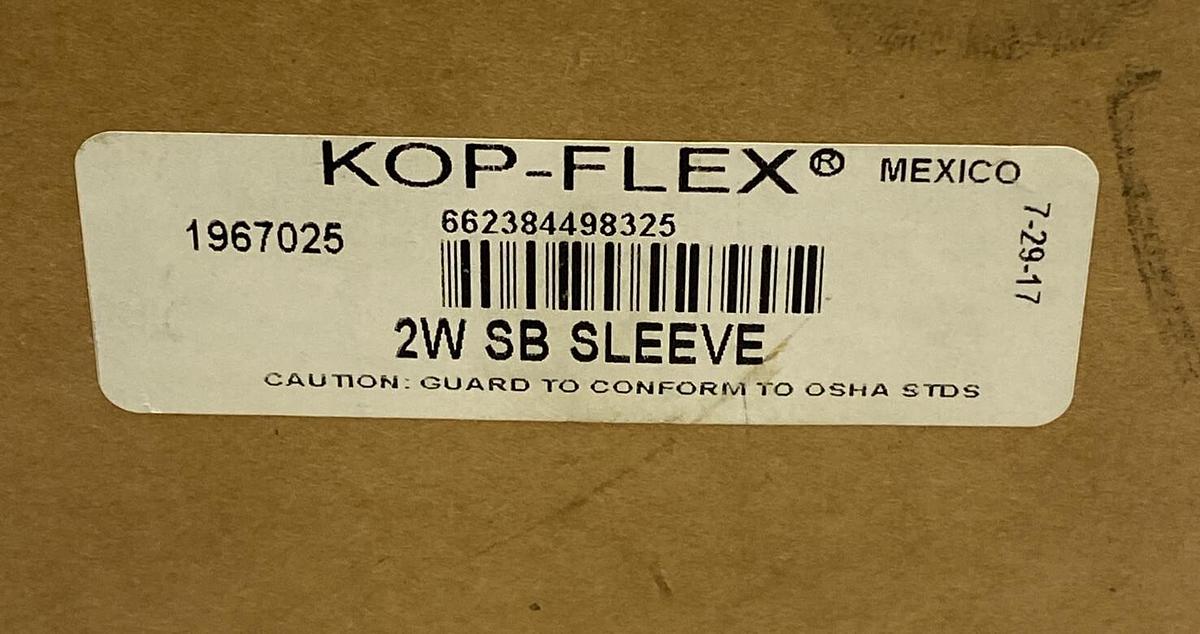 KOP-FLEX® MEXICO
1967025
662384498325
7-29-17
2W SB SLEEVE
CAUTION: GUARD TO CONFORM TO OSHA STDS